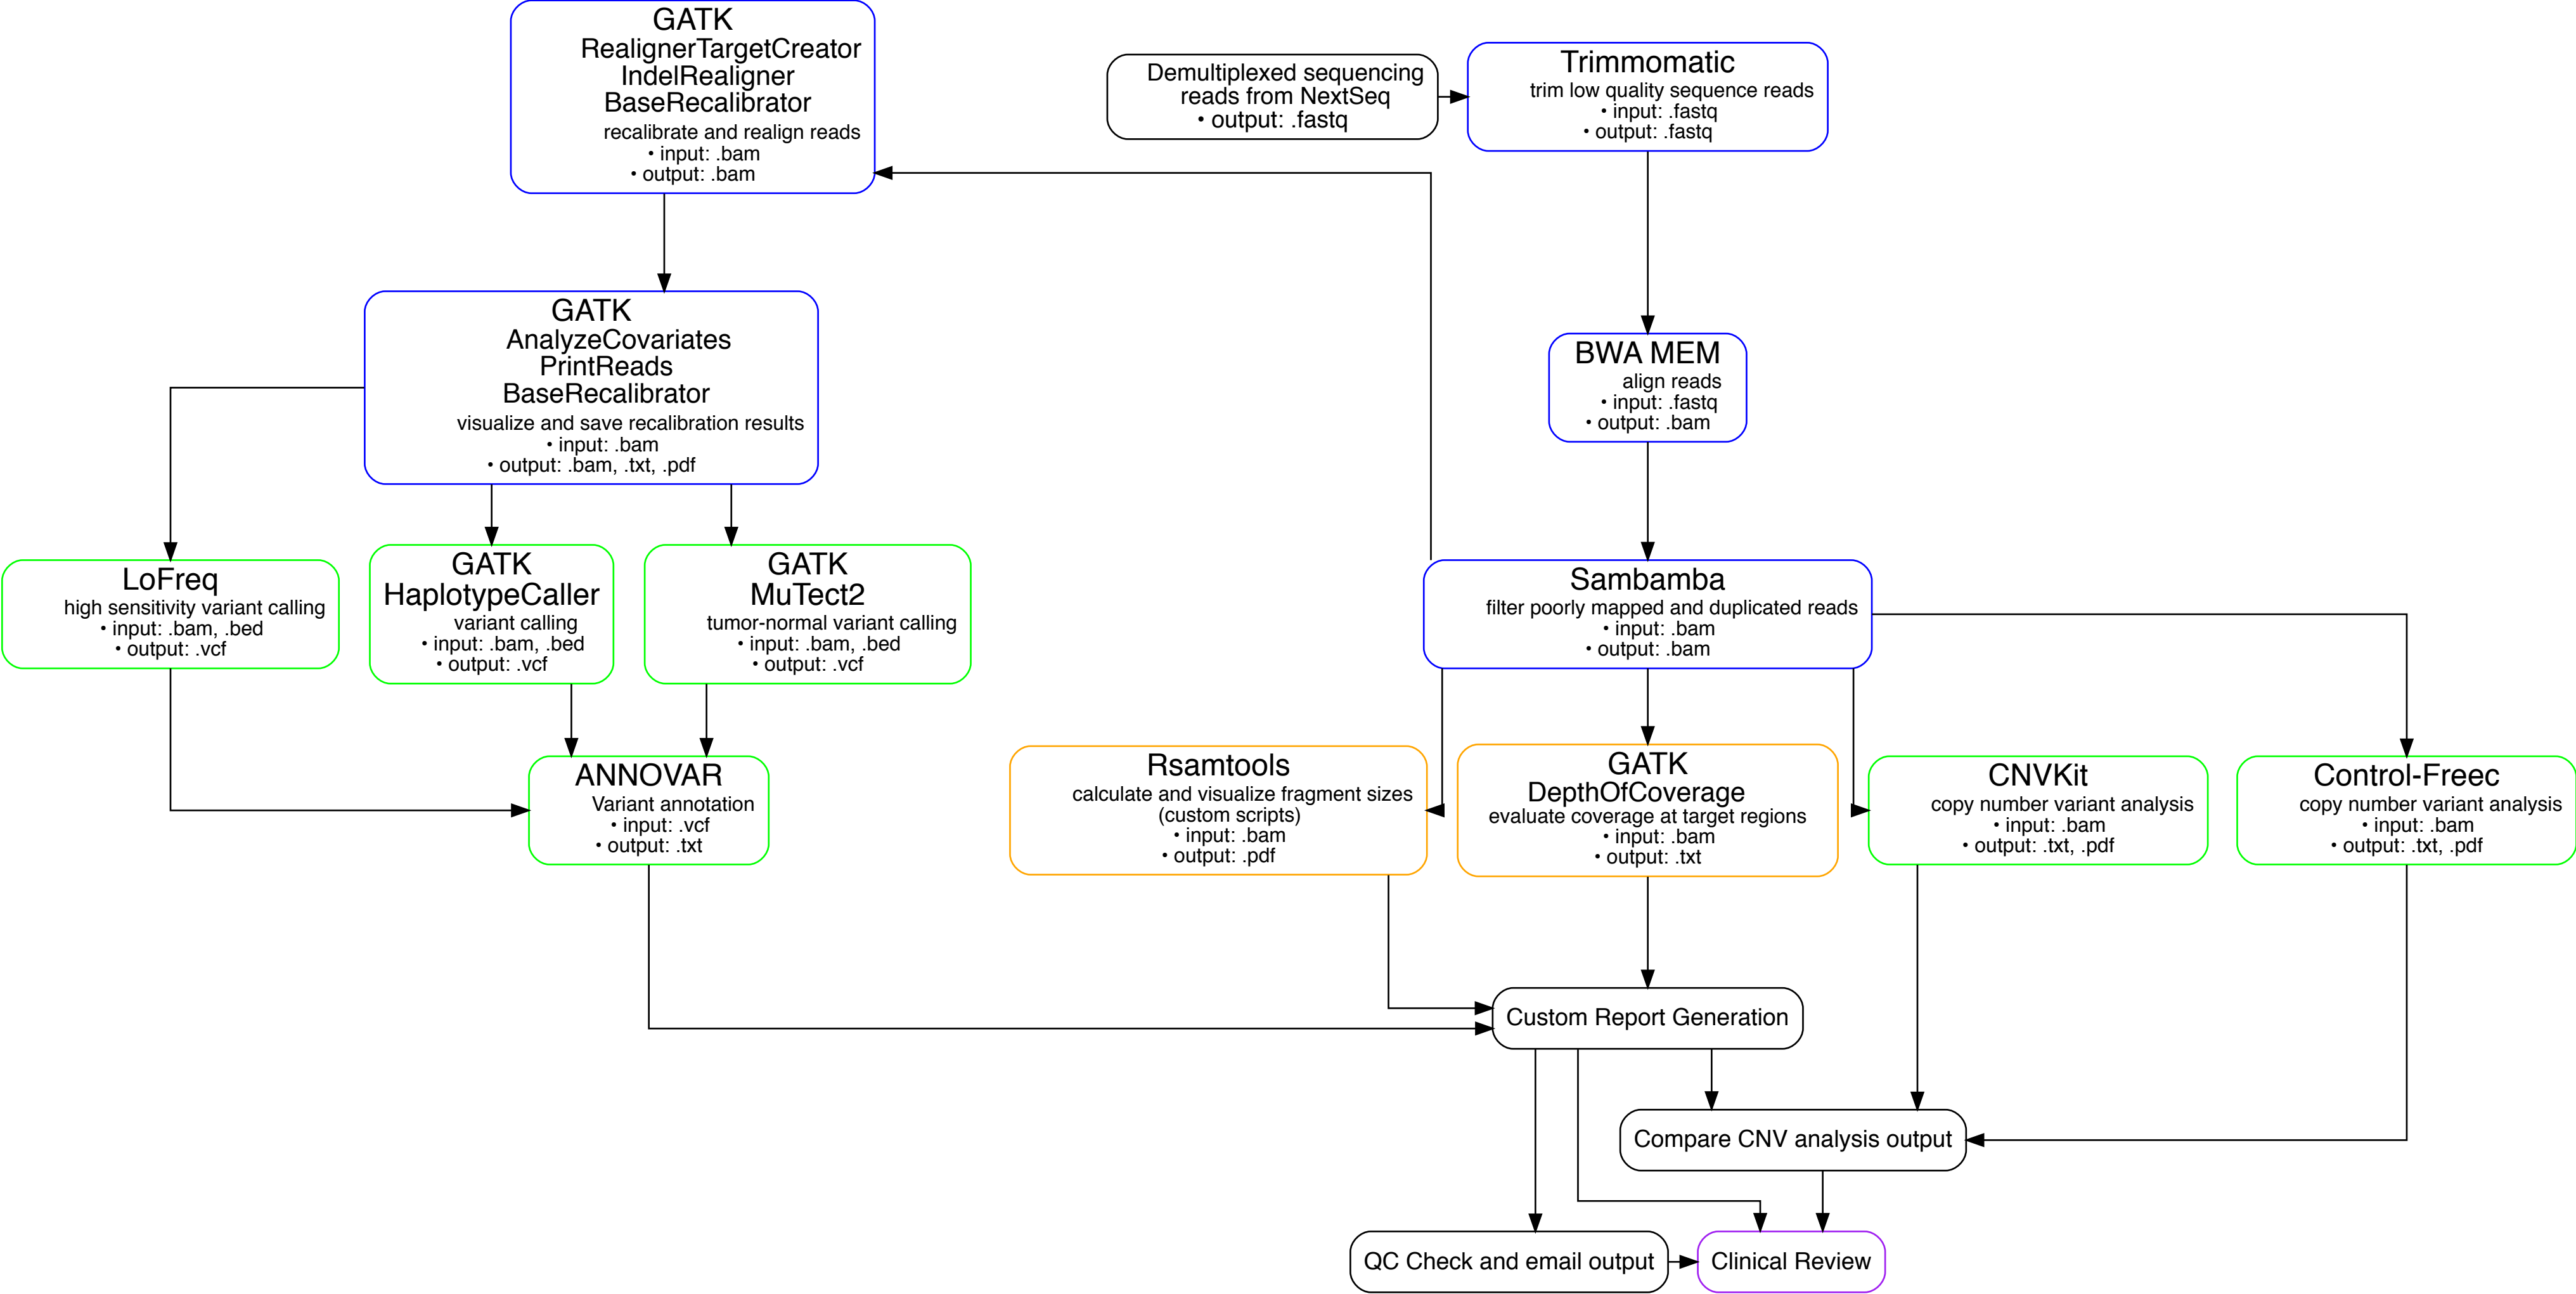 GATK
RealignerTargetCreator
IndelRealigner
BaseRecalibrator
recalibrate and realign reads
• input: .bam
• output: .bam
Demultiplexed sequencing
reads from NextSeq
• output: .fastq
Trimmomatic
trim low quality sequence reads
• input: .fastq
• output: .fastq
GATK
AnalyzeCovariates
PrintReads
BaseRecalibrator
visualize and save recalibration results
• input: .bam
• output: .bam, .txt, .pdf
BWA MEM
align reads
• input: .fastq
• output: .bam
LoFreq
high sensitivity variant calling
• input: .bam, .bed
• output: .vcf
GATK
HaplotypeCaller
variant calling
• input: .bam, .bed
• output: .vcf
GATK
MuTect2
tumor-normal variant calling
• input: .bam, .bed
• output: .vcf
Sambamba
filter poorly mapped and duplicated reads
• input: .bam
• output: .bam
ANNOVAR
Variant annotation
• input: .vcf
• output: .txt
Rsamtools
calculate and visualize fragment sizes
(custom scripts)
• input: .bam
• output: .pdf
GATK
DepthOfCoverage
evaluate coverage at target regions
• input: .bam
• output: .txt
CNVKit
copy number variant analysis
• input: .bam
• output: .txt, .pdf
Control-Freec
copy number variant analysis
• input: .bam
• output: .txt, .pdf
Custom Report Generation
Compare CNV analysis output
QC Check and email output
Clinical Review